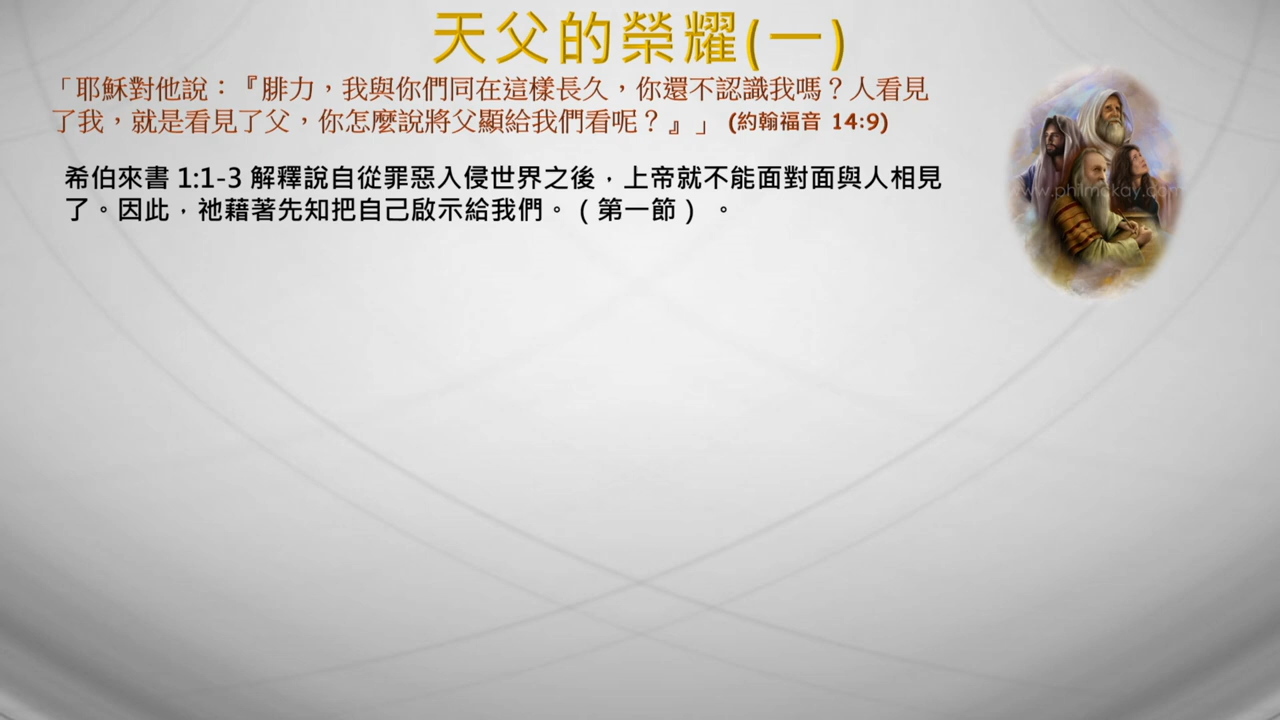 天父的榮耀(一)
「耶穌對他說：『腓力，我與你們同在這樣長久，你還不認識我嗎？人看見
了我，就是看見了父，你怎麼說將父顯給我們看呢？』」 (約翰福音 14:9)
希伯來書 1:1-3 解釋說自從罪惡入侵世界之後，上帝就不能面對面與人相見
了。因此，祂藉著先知把自己啟示給我們。（第一節） 。
www.philmckay.com